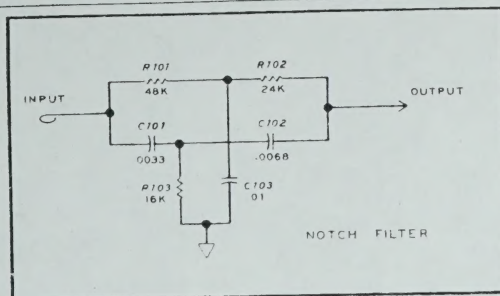 R101
48K
R102
24K
INPUT
OUTPUT
C101
.0033
C102
.0068
R103
16K
C103
.01
NOTCH FILTER